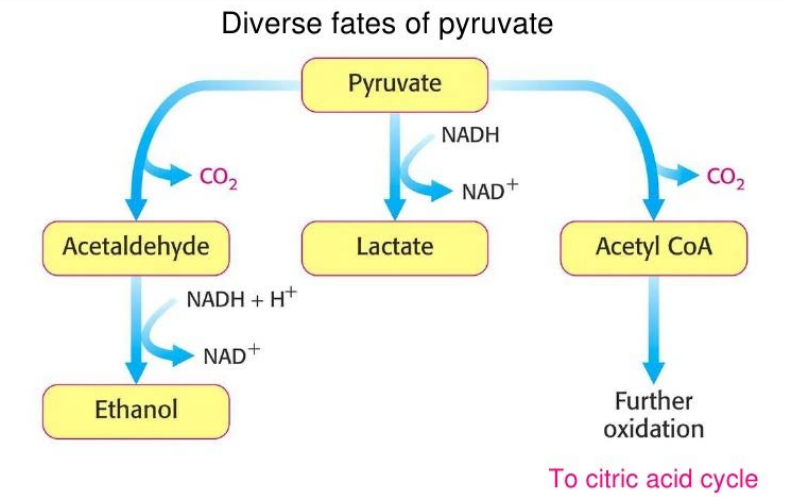 Diverse fates of pyruvate
Pyruvate
NADH
CO₂
NAD⁺
CO₂
Acetaldehyde
Lactate
Acetyl CoA
NADH + H⁺
NAD⁺
Ethanol
Further
oxidation
To citric acid cycle